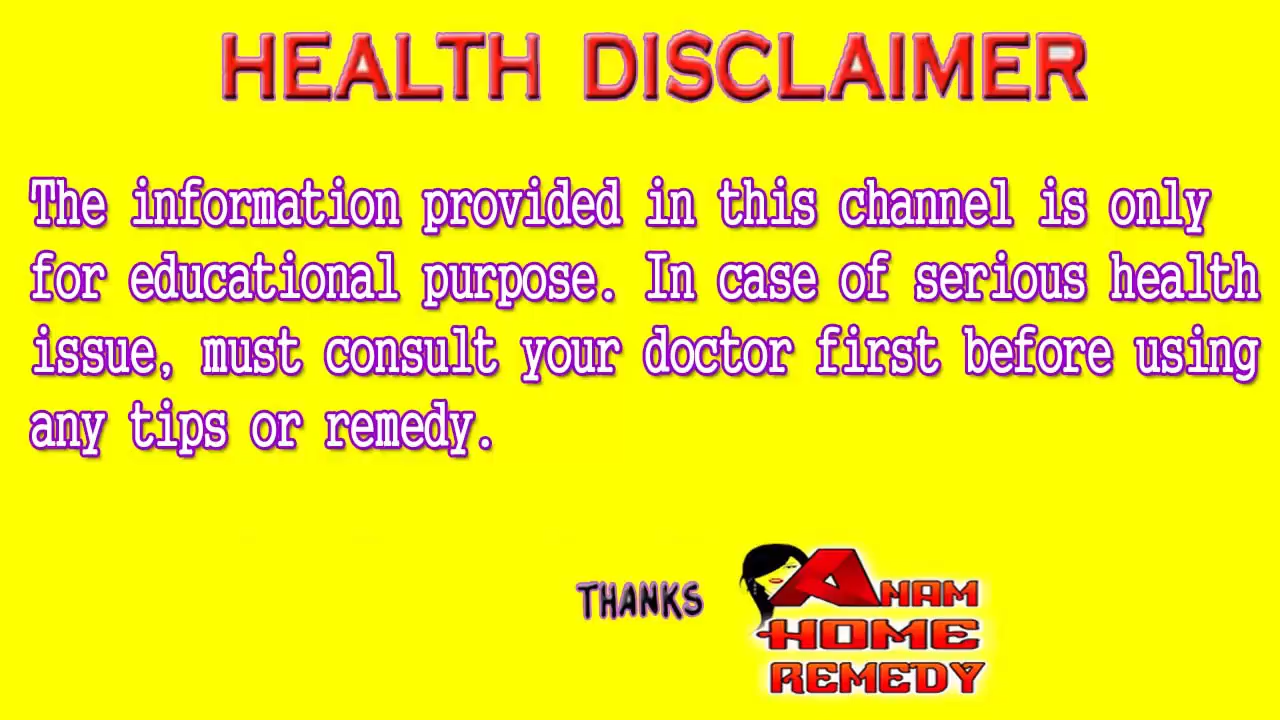 HEALTH DISCLAIMER
The information provided in this channel is only
for educational purpose. In case of serious health
issue, must consult your doctor first before using
any tips or remedy.
THANKS
ANAM
HOME
REMEDY